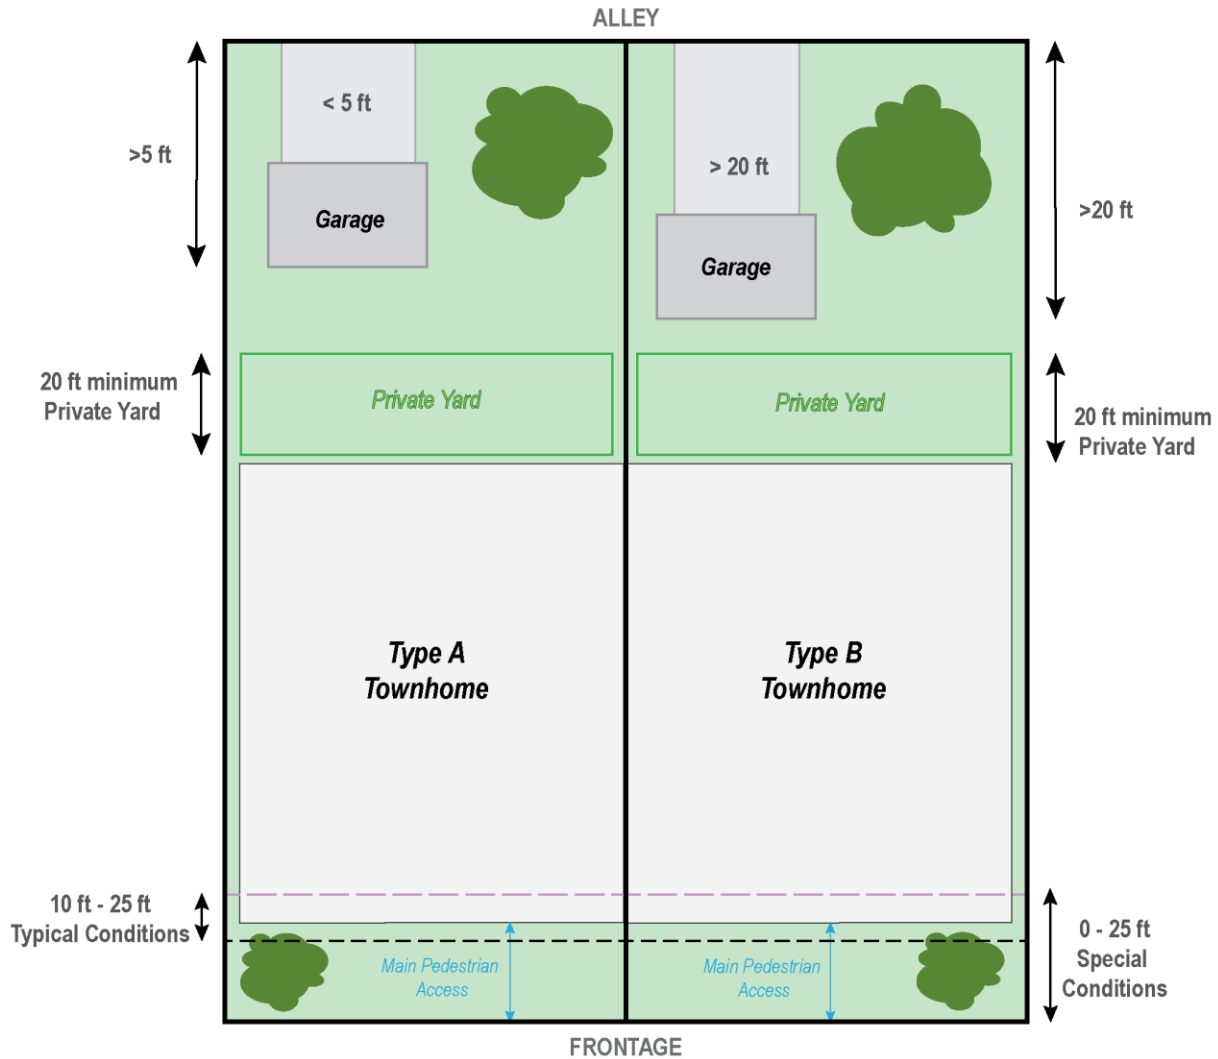 ALLEY
< 5 ft
>5 ft
> 20 ft
>20 ft
Garage
Garage
20 ft minimum
Private Yard
Private Yard
Private Yard
20 ft minimum
Private Yard
Type A
Townhome
Type B
Townhome
10 ft - 25 ft
Typical Conditions
0 - 25 ft
Special
Conditions
Main Pedestrian
Access
Main Pedestrian
Access
FRONTAGE